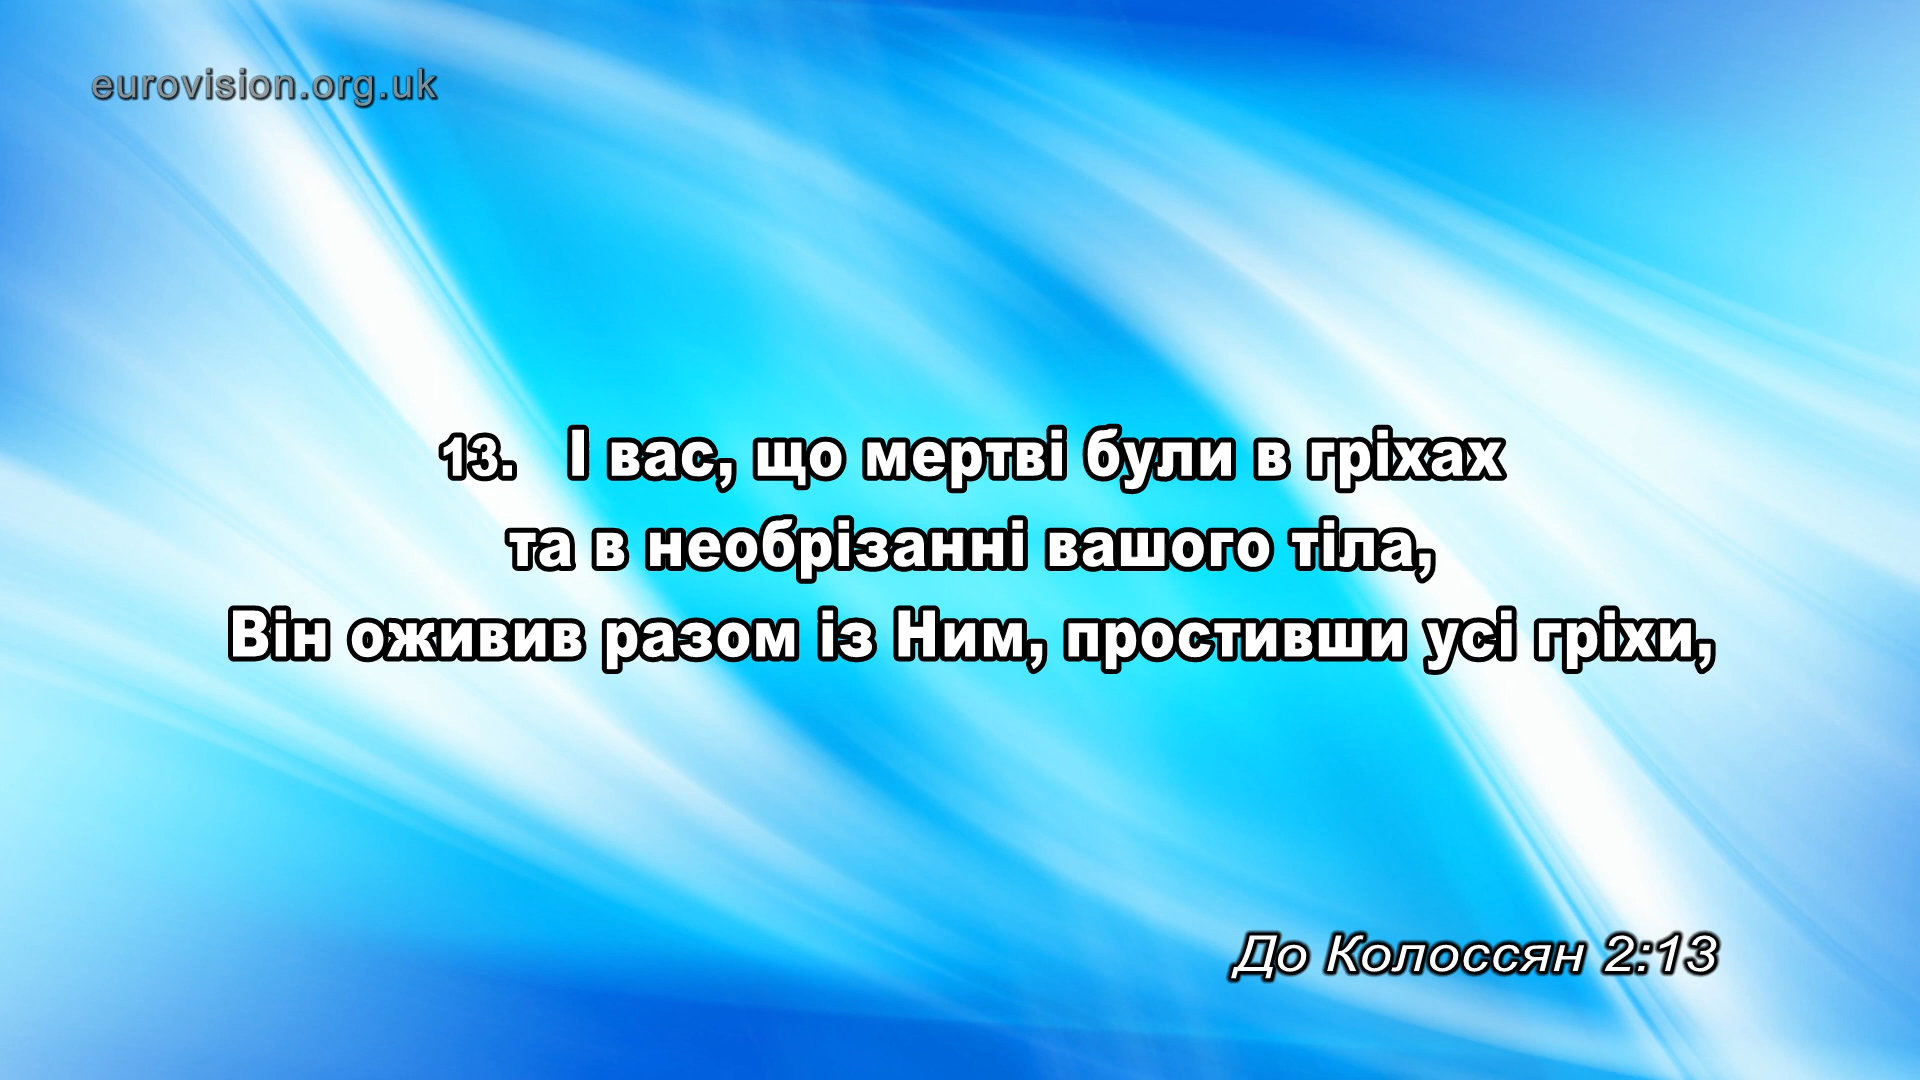 eurovision.org.uk
13. І вас, що мертві були в гріхах
та в необрізанні вашого тіла,
Він оживив разом із Ним, простивши усі гріхи,
До Колоссян 2:13